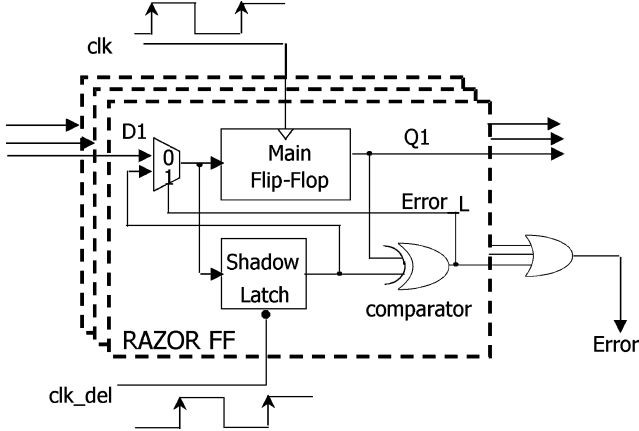 clk
D1
0
1
Main
Flip-Flop
Q1
Error_L
Shadow
Latch
comparator
RAZOR FF
Error
clk_del